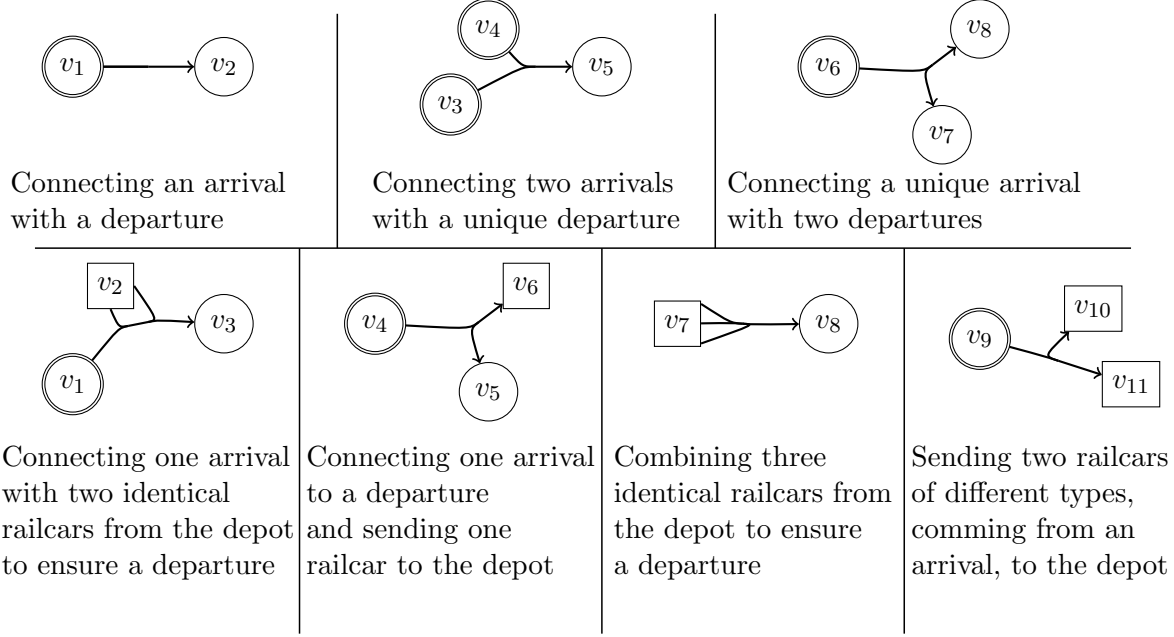 v1
v2
Connecting an arrival
with a departure
v4
v3
v5
Connecting two arrivals
with a unique departure
v6
v8
v7
Connecting a unique arrival
with two departures
v2
v3
v1
Connecting one arrival
with two identical
railcars from the depot
to ensure a departure
v6
v4
v5
Connecting one arrival
to a departure
and sending one
railcar to the depot
v7
v8
Combining three
identical railcars from
the depot to ensure
a departure
v10
v9
v11
Sending two railcars
of different types,
comming from an
arrival, to the depot